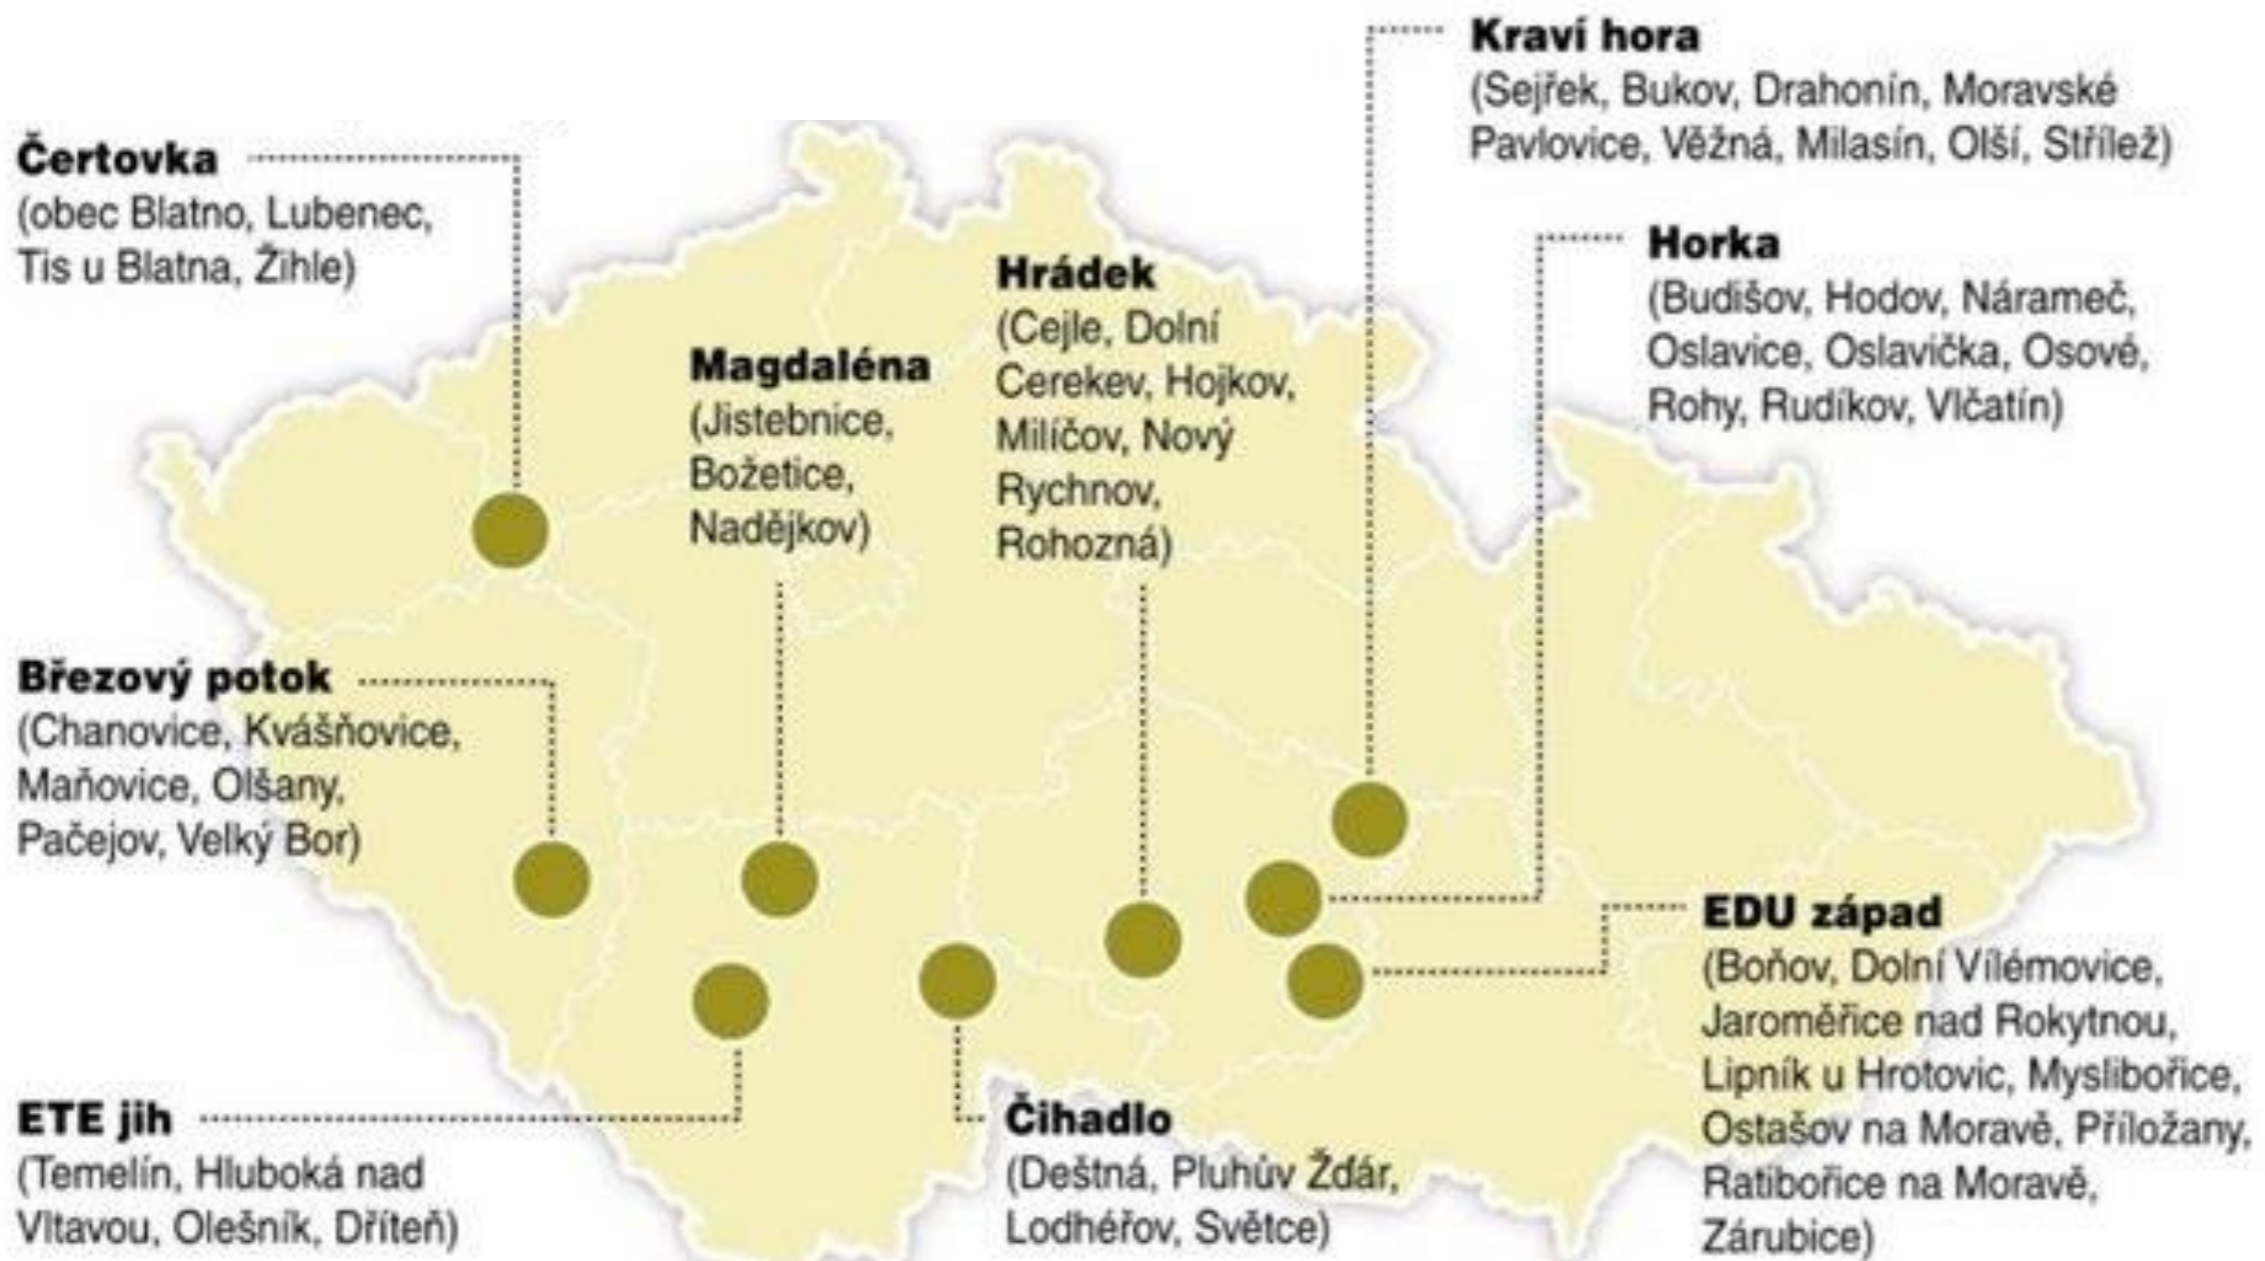 Kraví hora
(Sejřek, Bukov, Drahonín, Moravské
Pavlovice, Věžná, Milasín, Olší, Střílež)
Čertovka
(obec Blatno, Lubenec,
Tis u Blatna, Žihle)
Horka
(Budišov, Hodov, Nárameč,
Oslavice, Oslavička, Osové,
Rohy, Rudíkov, Vlčatín)
Hrádek
(Cejle, Dolní
Cerekev, Hojkov,
Milíčov, Nový
Rychnov,
Rohozná)
Magdaléna
(Jistebnice,
Božetice,
Nadějkov)
Březový potok
(Chanovice, Kvášňovice,
Maňovice, Olšany,
Pačejov, Velký Bor)
EDU západ
(Boňov, Dolní Vílémovice,
Jaroměřice nad Rokytnou,
Lipník u Hrotovic, Myslibořice,
Ostašov na Moravě, Příložany,
Ratibořice na Moravě,
Zárubice)
ETE jih
(Temelín, Hluboká nad
Vltavou, Olešník, Dříteň)
Čihadlo
(Deštná, Pluhův Žďár,
Lodhéřov, Světce)